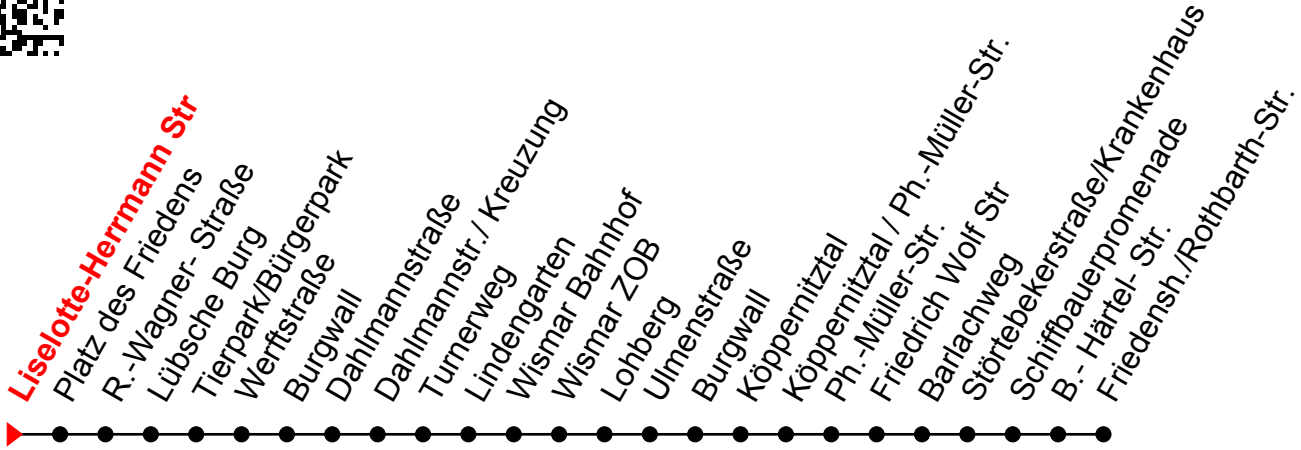 Liselotte-Herrmann Str
Platz des Friedens
R.-Wagner- Straße
Lübsche Burg
Tierpark/Bürgerpark
Werftstraße
Burgwall
Dahlmannstraße
Dahlmannstr./ Kreuzung
Turnerweg
Lindengarten
Wismar Bahnhof
Wismar ZOB
Lohberg
Ulmenstraße
Burgwall
Köppernitztal
Köppernitztal / Ph.-Müller-Str.
Ph.-Müller-Str.
Friedrich Wolf Str
Barlachweg
Störtebekerstraße/Krankenhaus
Schiffbauerpromenade
B.- Härtel- Str.
Friedensh./Rothbarth-Str.